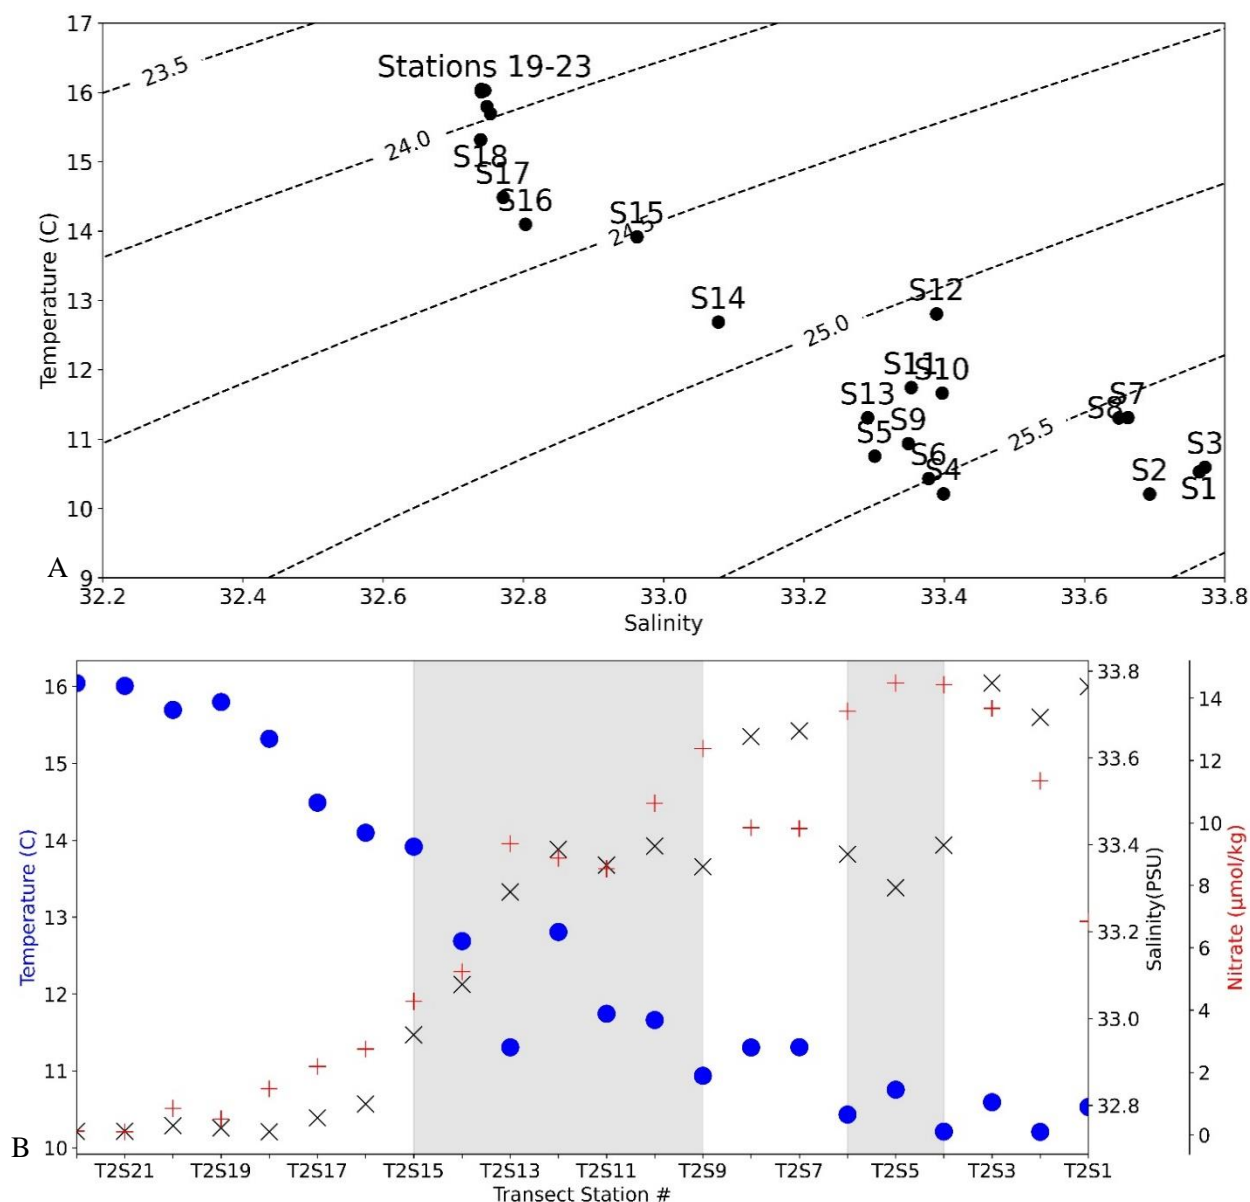 17
16
15
14
13
12
11
10
9
Temperature (C)
23.5
Stations 19-23
24.0
S18
S17
S16
S15
24.5
S14
S12
25.0
S11
S10
S13
S7
S8
S9
S5
25.5
S6
S4
S3
S2
S1
A
32.2
32.4
32.6
32.8
33.0
33.2
33.4
33.6
33.8
Salinity
16
15
14
13
12
11
10
Temperature (C)
33.8
33.6
33.4
33.2
33.0
32.8
Salinity(PSU)
14
12
10
8
6
4
2
0
Nitrate (μmol/kg)
B
T2S21
T2S19
T2S17
T2S15
T2S13
T2S11
T2S9
T2S7
T2S5
T2S3
T2S1
Transect Station #